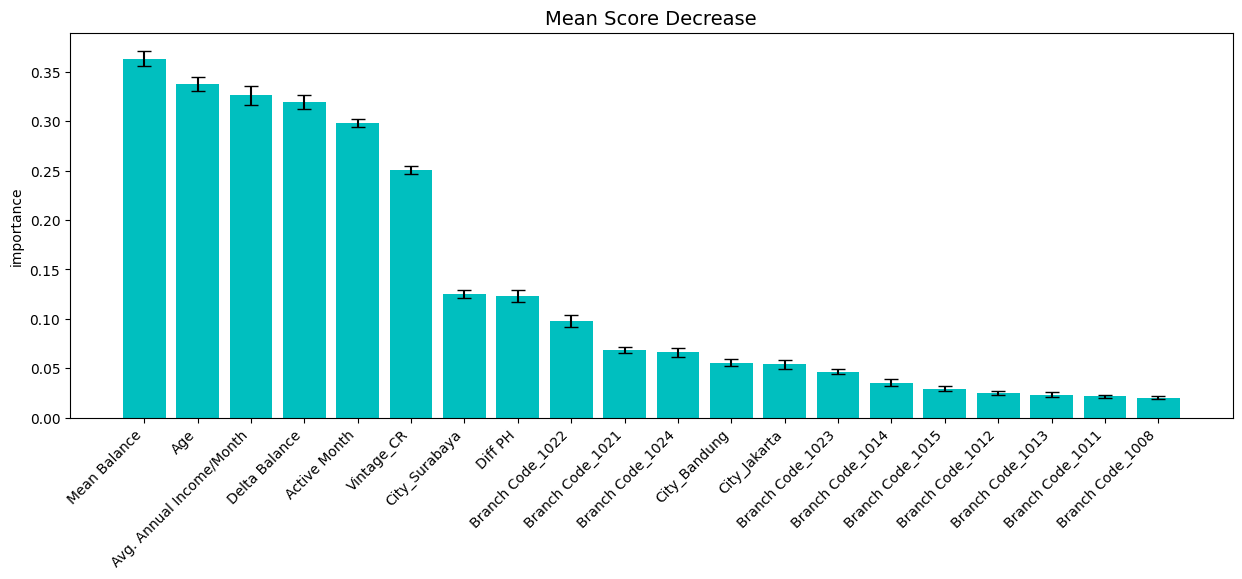 Mean Score Decrease
importance
0.35
0.30
0.25
0.20
0.15
0.10
0.05
0.00
Mean Balance
Age
Avg. Annual Income/Month
Delta Balance
Active Month
Vintage_CR
City_Surabaya
Diff PH
Branch Code_1022
Branch Code_1021
Branch Code_1024
City_Bandung
City_Jakarta
Branch Code_1023
Branch Code_1014
Branch Code_1015
Branch Code_1012
Branch Code_1013
Branch Code_1011
Branch Code_1008